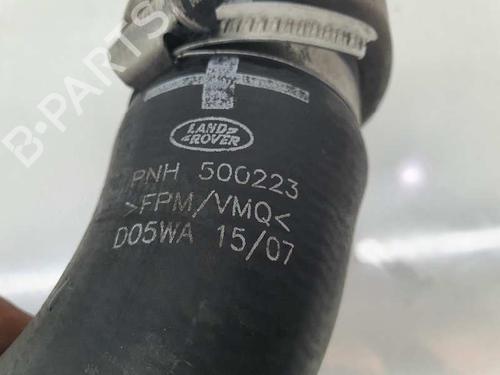 B-PARTS
LAND
ROVER
PNH 500223
>FPM/VMQ<
D05WA 15/07